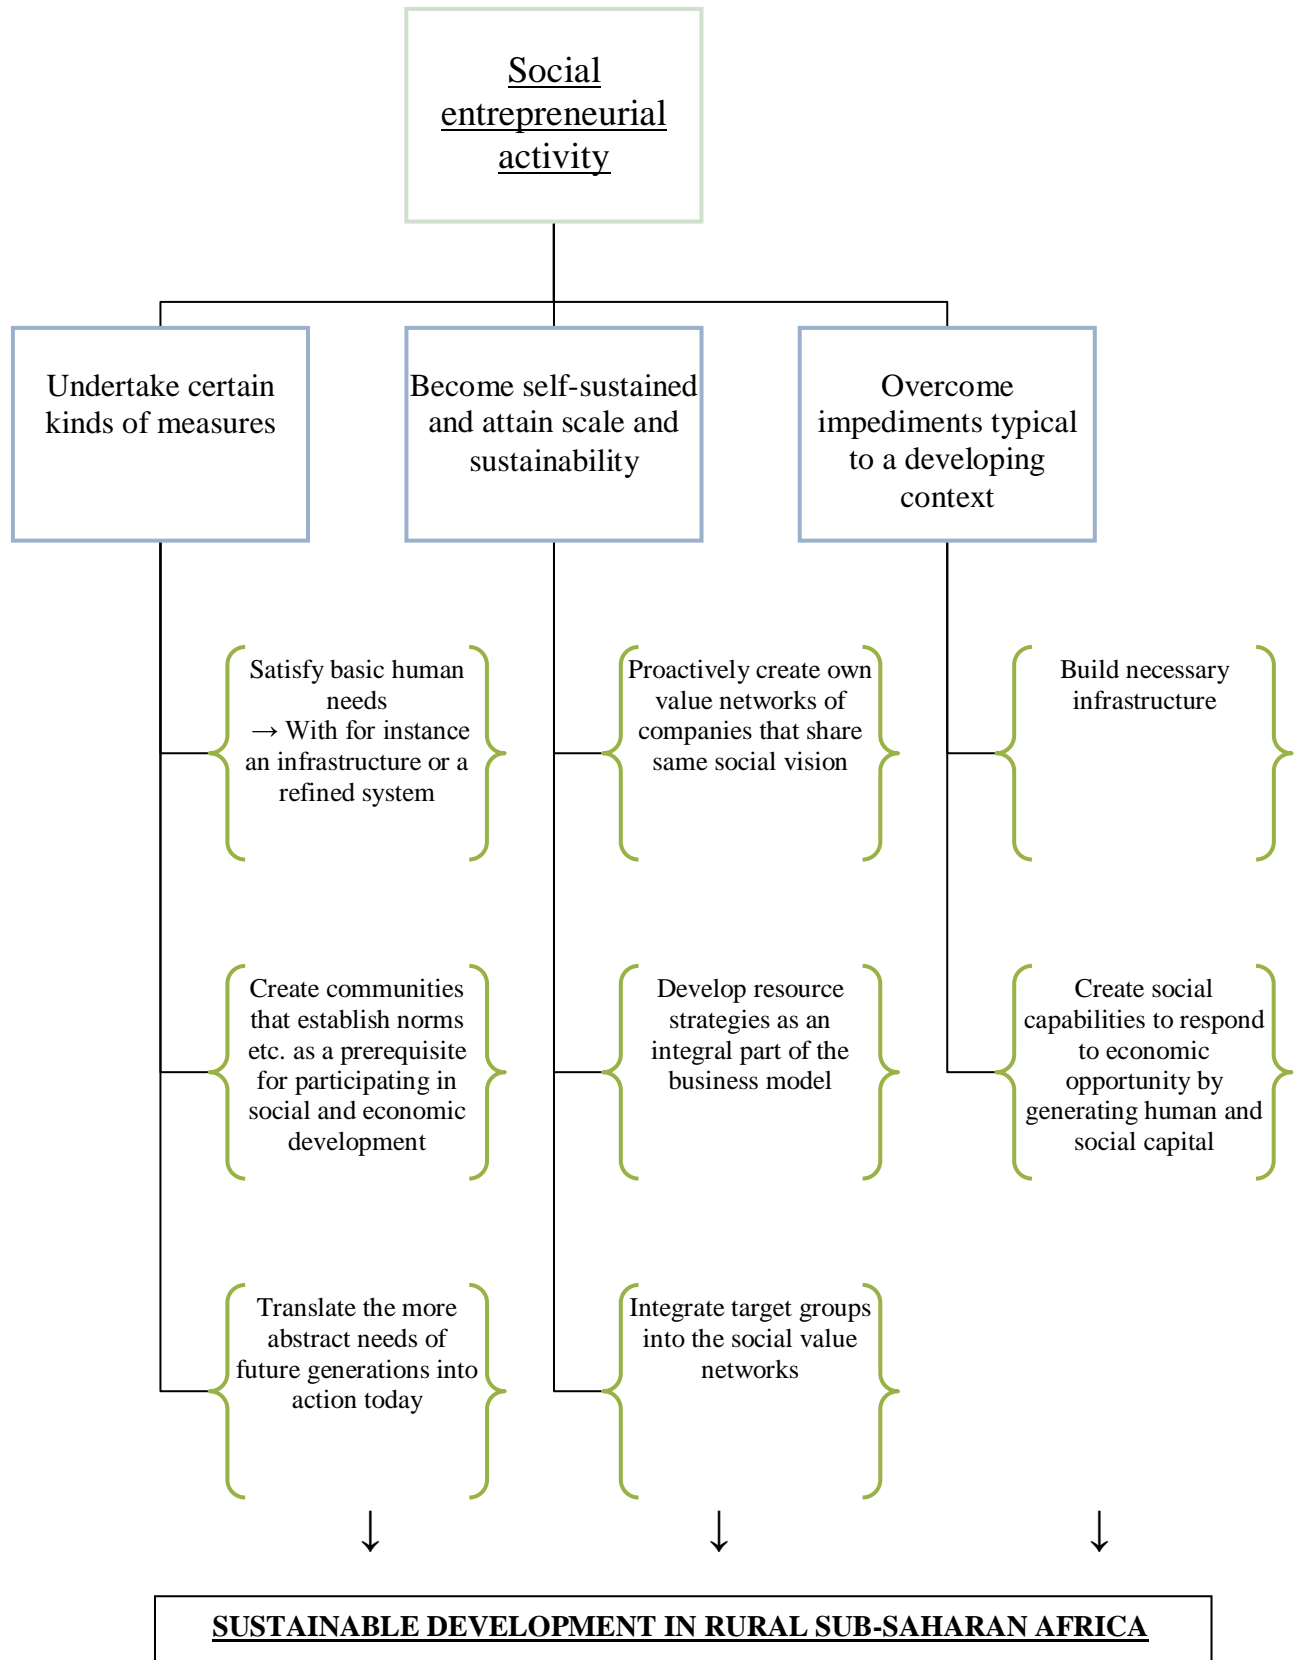 Social
entrepreneurial
activity
Undertake certain
kinds of measures
Become self-sustained
and attain scale and
sustainability
Overcome
impediments typical
to a developing
context
Satisfy basic human
needs
→ With for instance
an infrastructure or a
refined system
Proactively create own
value networks of
companies that share
same social vision
Build necessary
infrastructure
Create communities
that establish norms
etc. as a prerequisite
for participating in
social and economic
development
Develop resource
strategies as an
integral part of the
business model
Create social
capabilities to respond
to economic
opportunity by
generating human and
social capital
Translate the more
abstract needs of
future generations into
action today
Integrate target groups
into the social value
networks
↓ ↓ ↓
SUSTAINABLE DEVELOPMENT IN RURAL SUB-SAHARAN AFRICA